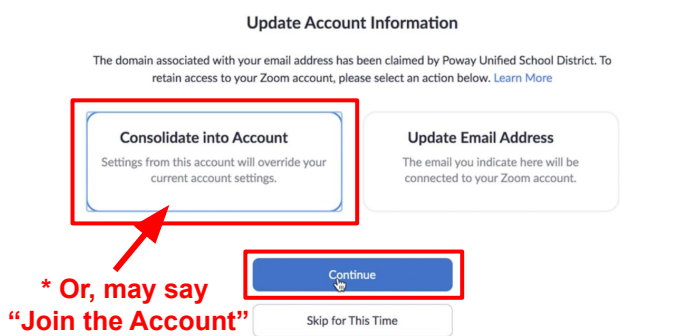 Update Account Information
The domain associated with your email address has been claimed by Poway Unified School District. To
retain access to your Zoom account, please select an action below. Learn More
Consolidate into Account
Settings from this account will override your
current account settings.
Update Email Address
The email you indicate here will be
connected to your Zoom account.
* Or, may say
“Join the Account”
Continue
Skip for This Time